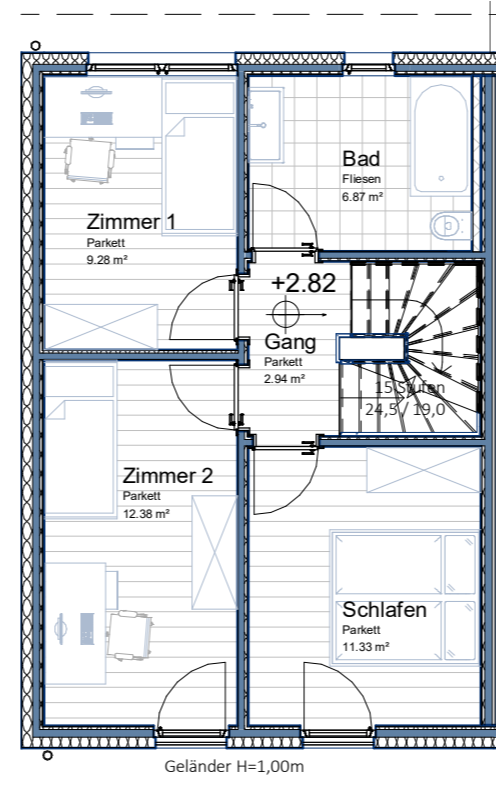 Bad
Fliesen
6.87 m²
Zimmer 1
Parkett
9.28 m²
+2.82
Gang
Parkett
2.94 m²
15 Stufen
24,5 / 19,0
Zimmer 2
Parkett
12.38 m²
Schlafen
Parkett
11.33 m²
Geländer H=1,00m